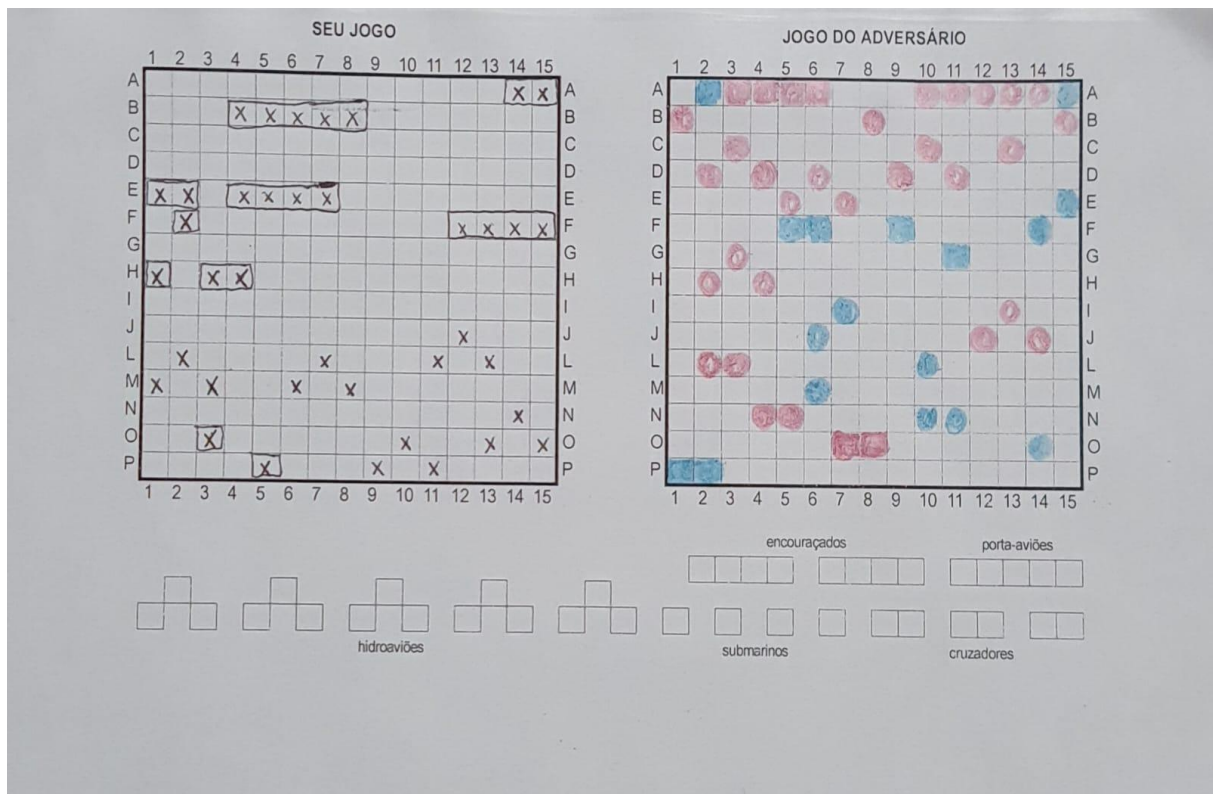 SEU JOGO
JOGO DO ADVERSÁRIO
1 2 3 4 5 6 7 8 9 10 11 12 13 14 15
1 2 3 4 5 6 7 8 9 10 11 12 13 14 15
A X X A
A A
B X X X X X B
B B
C C
C C
D D
D D
E X X X X X X E
E E
F X X X X X F
F F
G G
G G
H X X X H
H H
I I
I I
J X J
J J
L X X X X L
L L
M X X X X M
M M
N X N
N N
O X X X X O
O O
P X X X P
P P
1 2 3 4 5 6 7 8 9 10 11 12 13 14 15
1 2 3 4 5 6 7 8 9 10 11 12 13 14 15
encouraçados porta-aviões
hidroaviões submarinos cruzadores